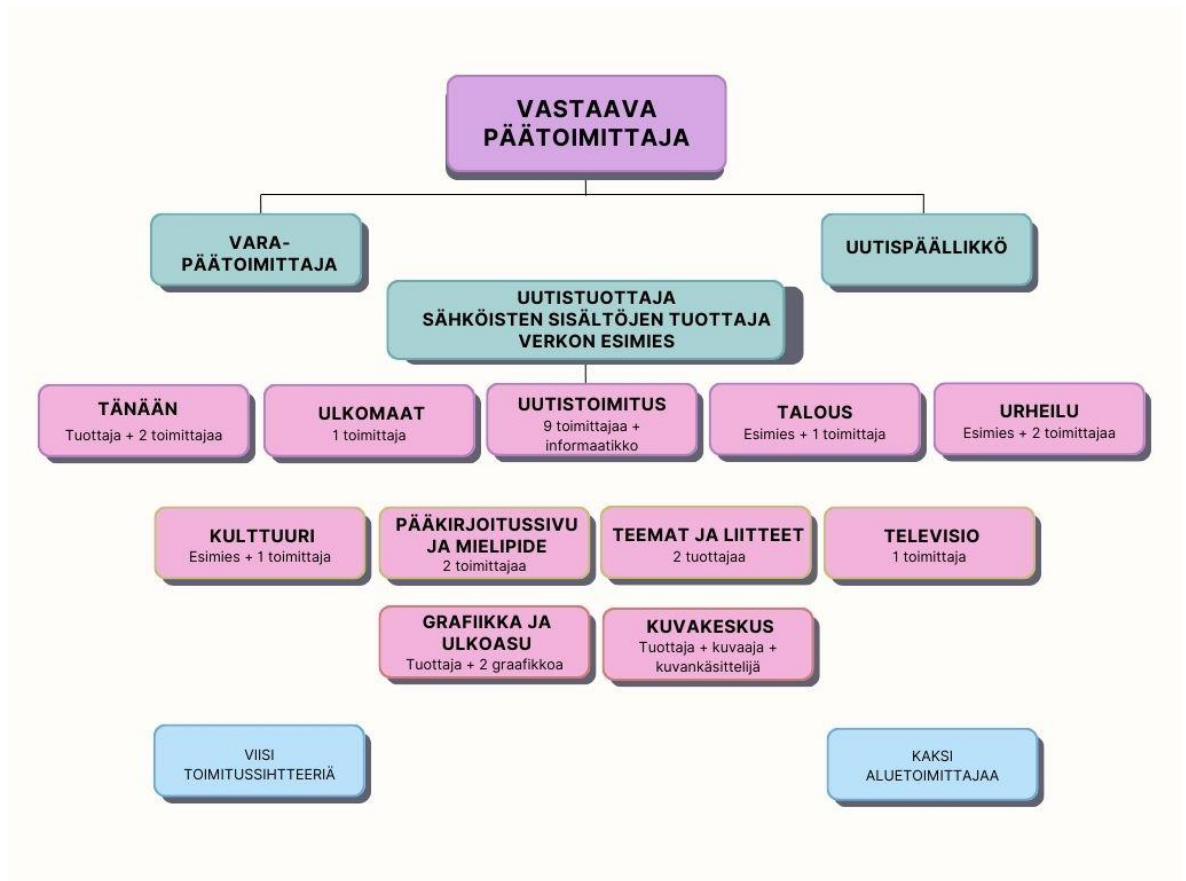 VASTAAVA
PÄÄTOIMITTAJA
VARA-
PÄÄTOIMITTAJA
UUTISPÄÄLLIKKÖ
UUTISTUOTTAJA
SÄHKÖISTEN SISÄLTÖJEN TUOTTAJA
VERKON ESIMIES
TÄNÄÄN
Tuottaja + 2 toimittajaa
ULKOMAAT
1 toimittaja
UUTISTOIMITUS
9 toimittajaa +
informaatikko
TALOUS
Esimies + 1 toimittaja
URHEILU
Esimies + 2 toimittajaa
KULTTUURI
Esimies + 1 toimittaja
PÄÄKIRJOITUSSIVU
JA MIELIPIDE
2 toimittajaa
TEEMAT JA LIITTEET
2 tuottajaa
TELEVISIO
1 toimittaja
GRAFIIKKA JA
ULKOASU
Tuottaja + 2 graafikkoa
KUVAKESKUS
Tuottaja + kuvaaja +
kuvankäsittelijä
VIISI
TOIMITUSSIHTTEERIÄ
KAKSI
ALUETOIMITTAJAA